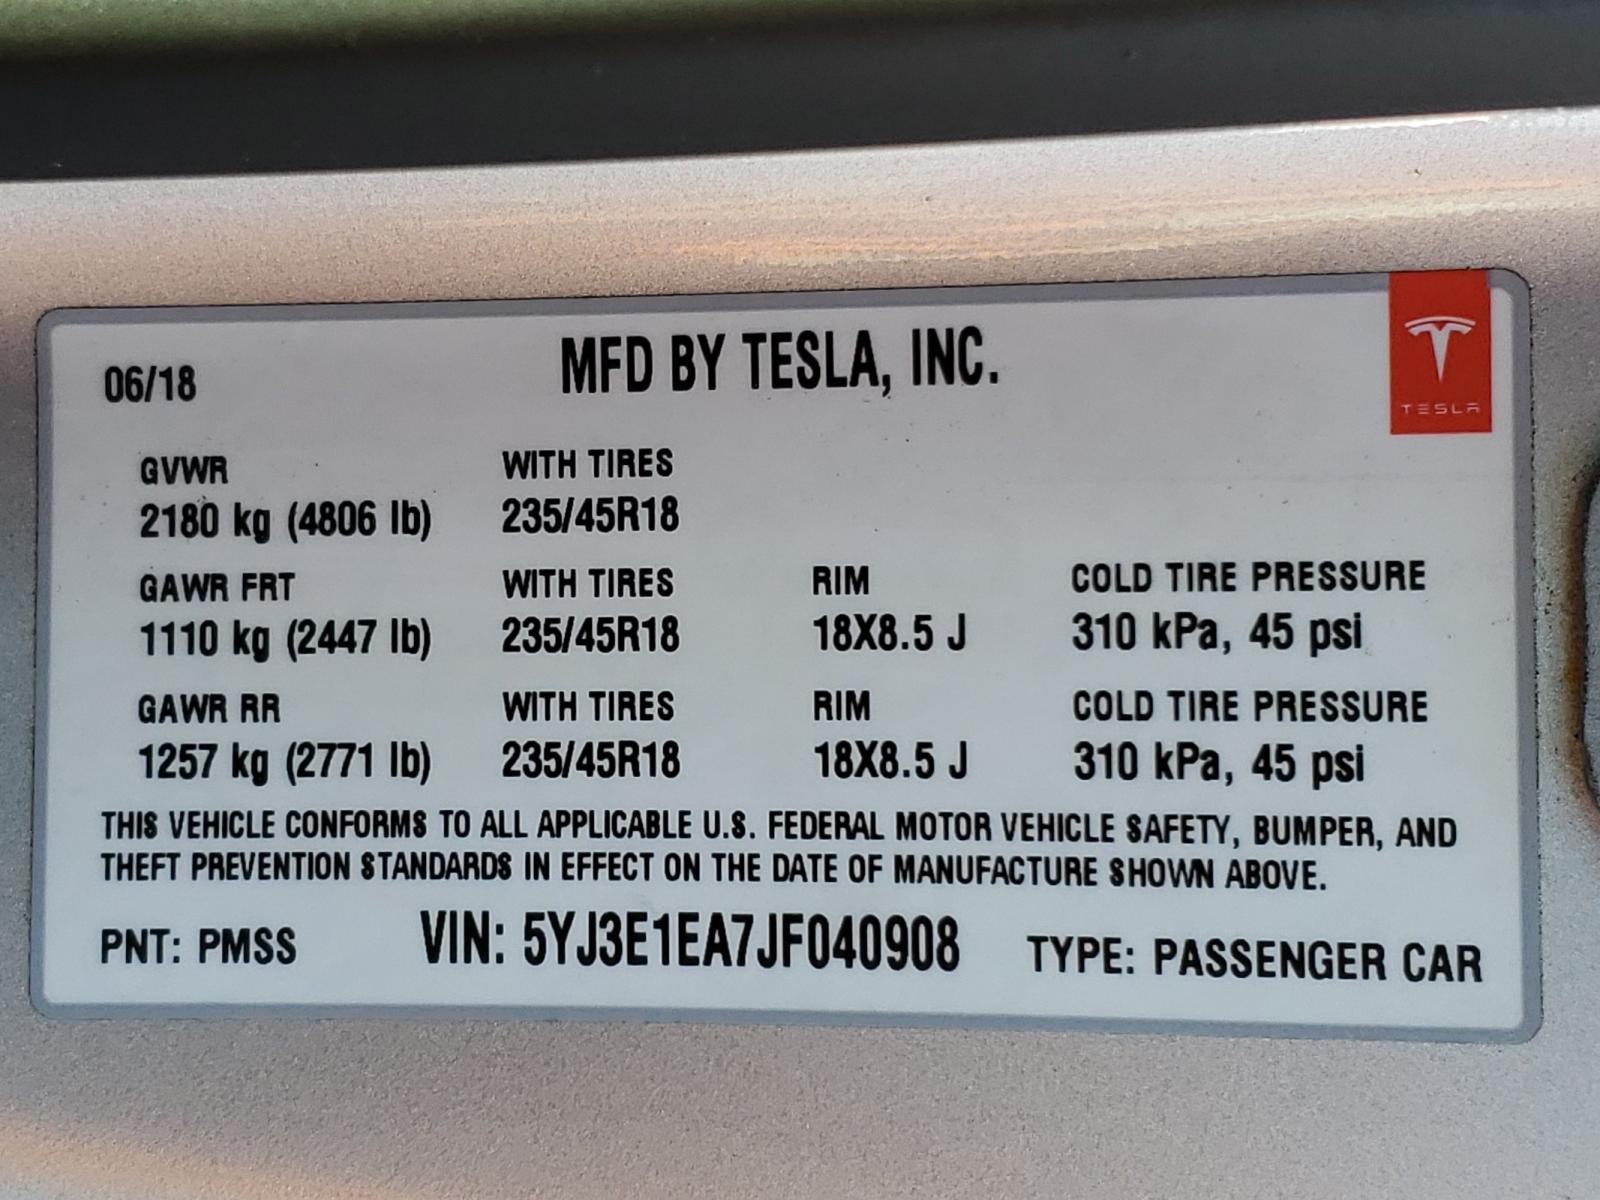 06/18 MFD BY TESLA, INC.
TESLA
GVWR WITH TIRES
2180 kg (4806 lb) 235/45R18
GAWR FRT WITH TIRES RIM COLD TIRE PRESSURE
1110 kg (2447 lb) 235/45R18 18X8.5 J 310 kPa, 45 psi
GAWR RR WITH TIRES RIM COLD TIRE PRESSURE
1257 kg (2771 lb) 235/45R18 18X8.5 J 310 kPa, 45 psi
THIS VEHICLE CONFORMS TO ALL APPLICABLE U.S. FEDERAL MOTOR VEHICLE SAFETY, BUMPER, AND
THEFT PREVENTION STANDARDS IN EFFECT ON THE DATE OF MANUFACTURE SHOWN ABOVE.
PNT: PMSS VIN: 5YJ3E1EA7JF040908 TYPE: PASSENGER CAR